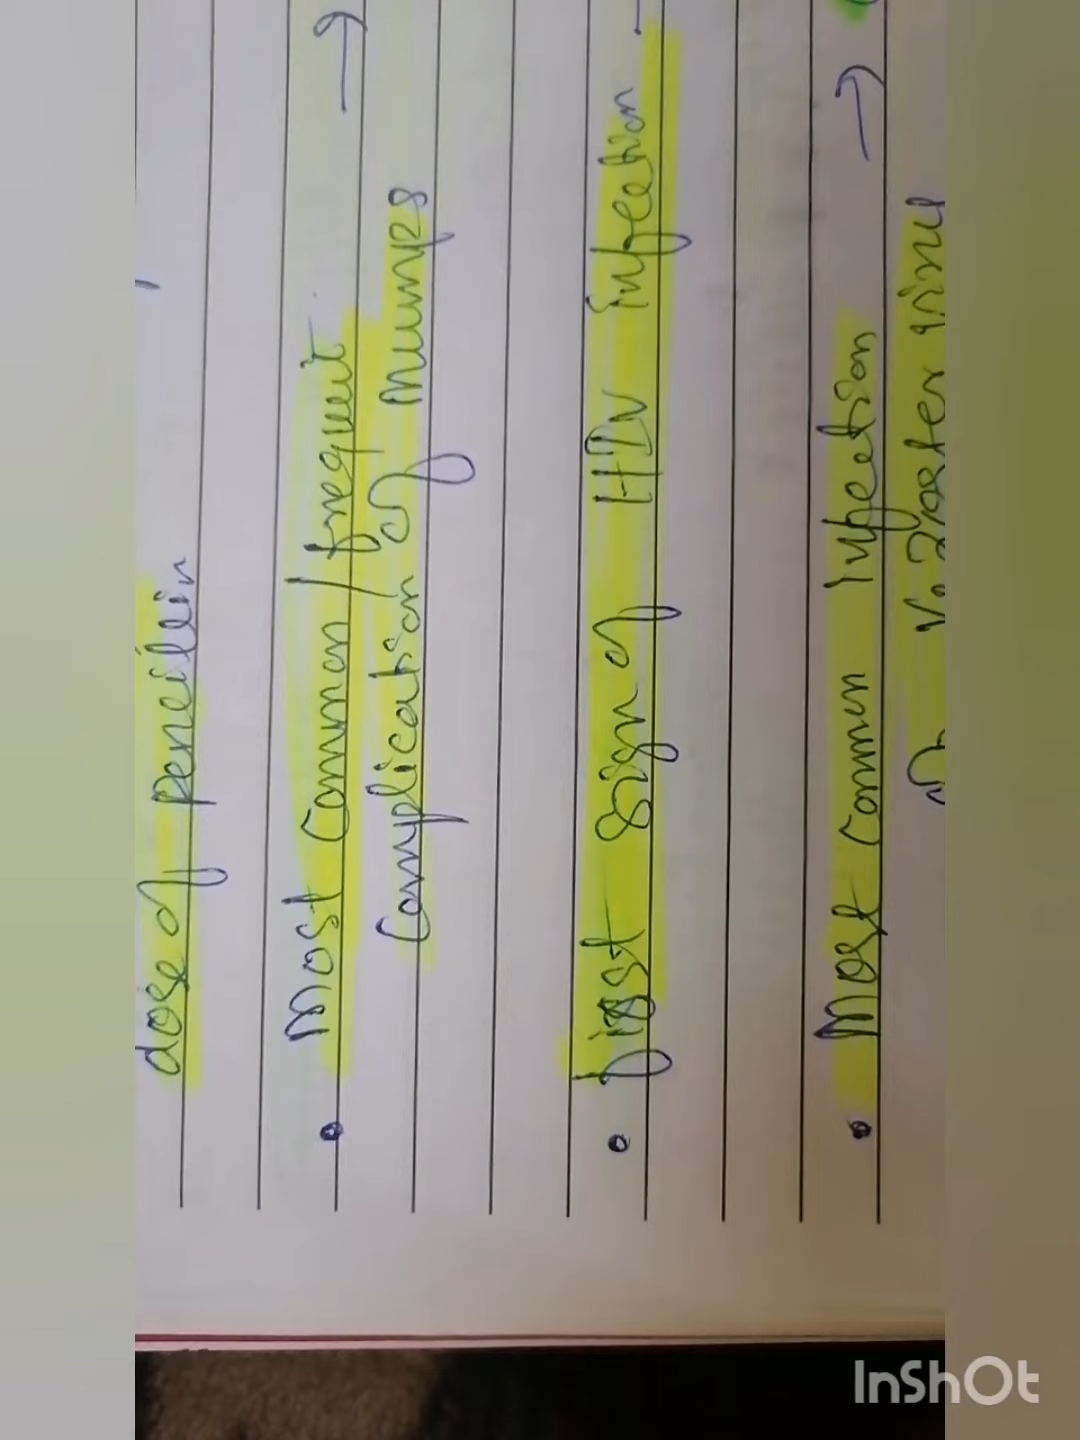 dose of penicillin
• Most Common / frequent →
Complication of Mumps
• first sign of HIV infection -
• Most Common Infection →
Zoster virus
InShOt